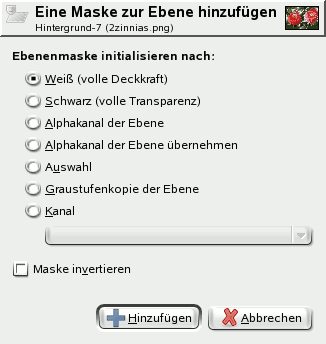 Eine Maske zur Ebene hinzufügen
Hintergrund-7 (2zinnias.png)
Ebenenmaske initialisieren nach:
Weiß (volle Deckkraft)
Schwarz (volle Transparenz)
Alphakanal der Ebene
Alphakanal der Ebene übernehmen
Auswahl
Graustufenkopie der Ebene
Kanal
Maske invertieren
Hinzufügen
Abbrechen